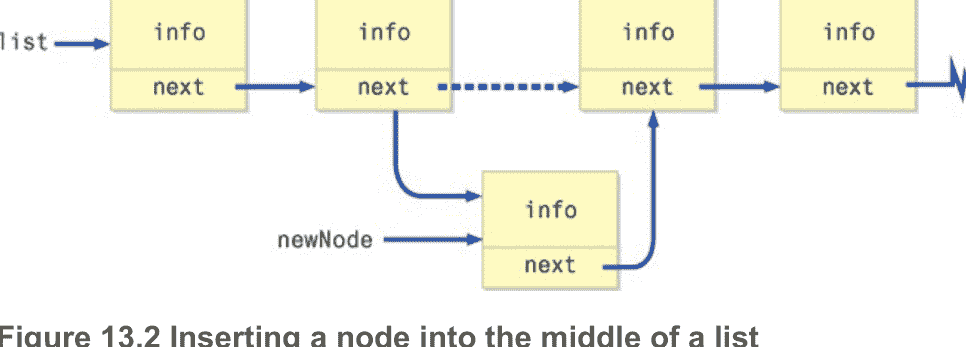 list
info info info info
next next next next
info
newNode
next
Figure 13.2 Inserting a node into the middle of a list